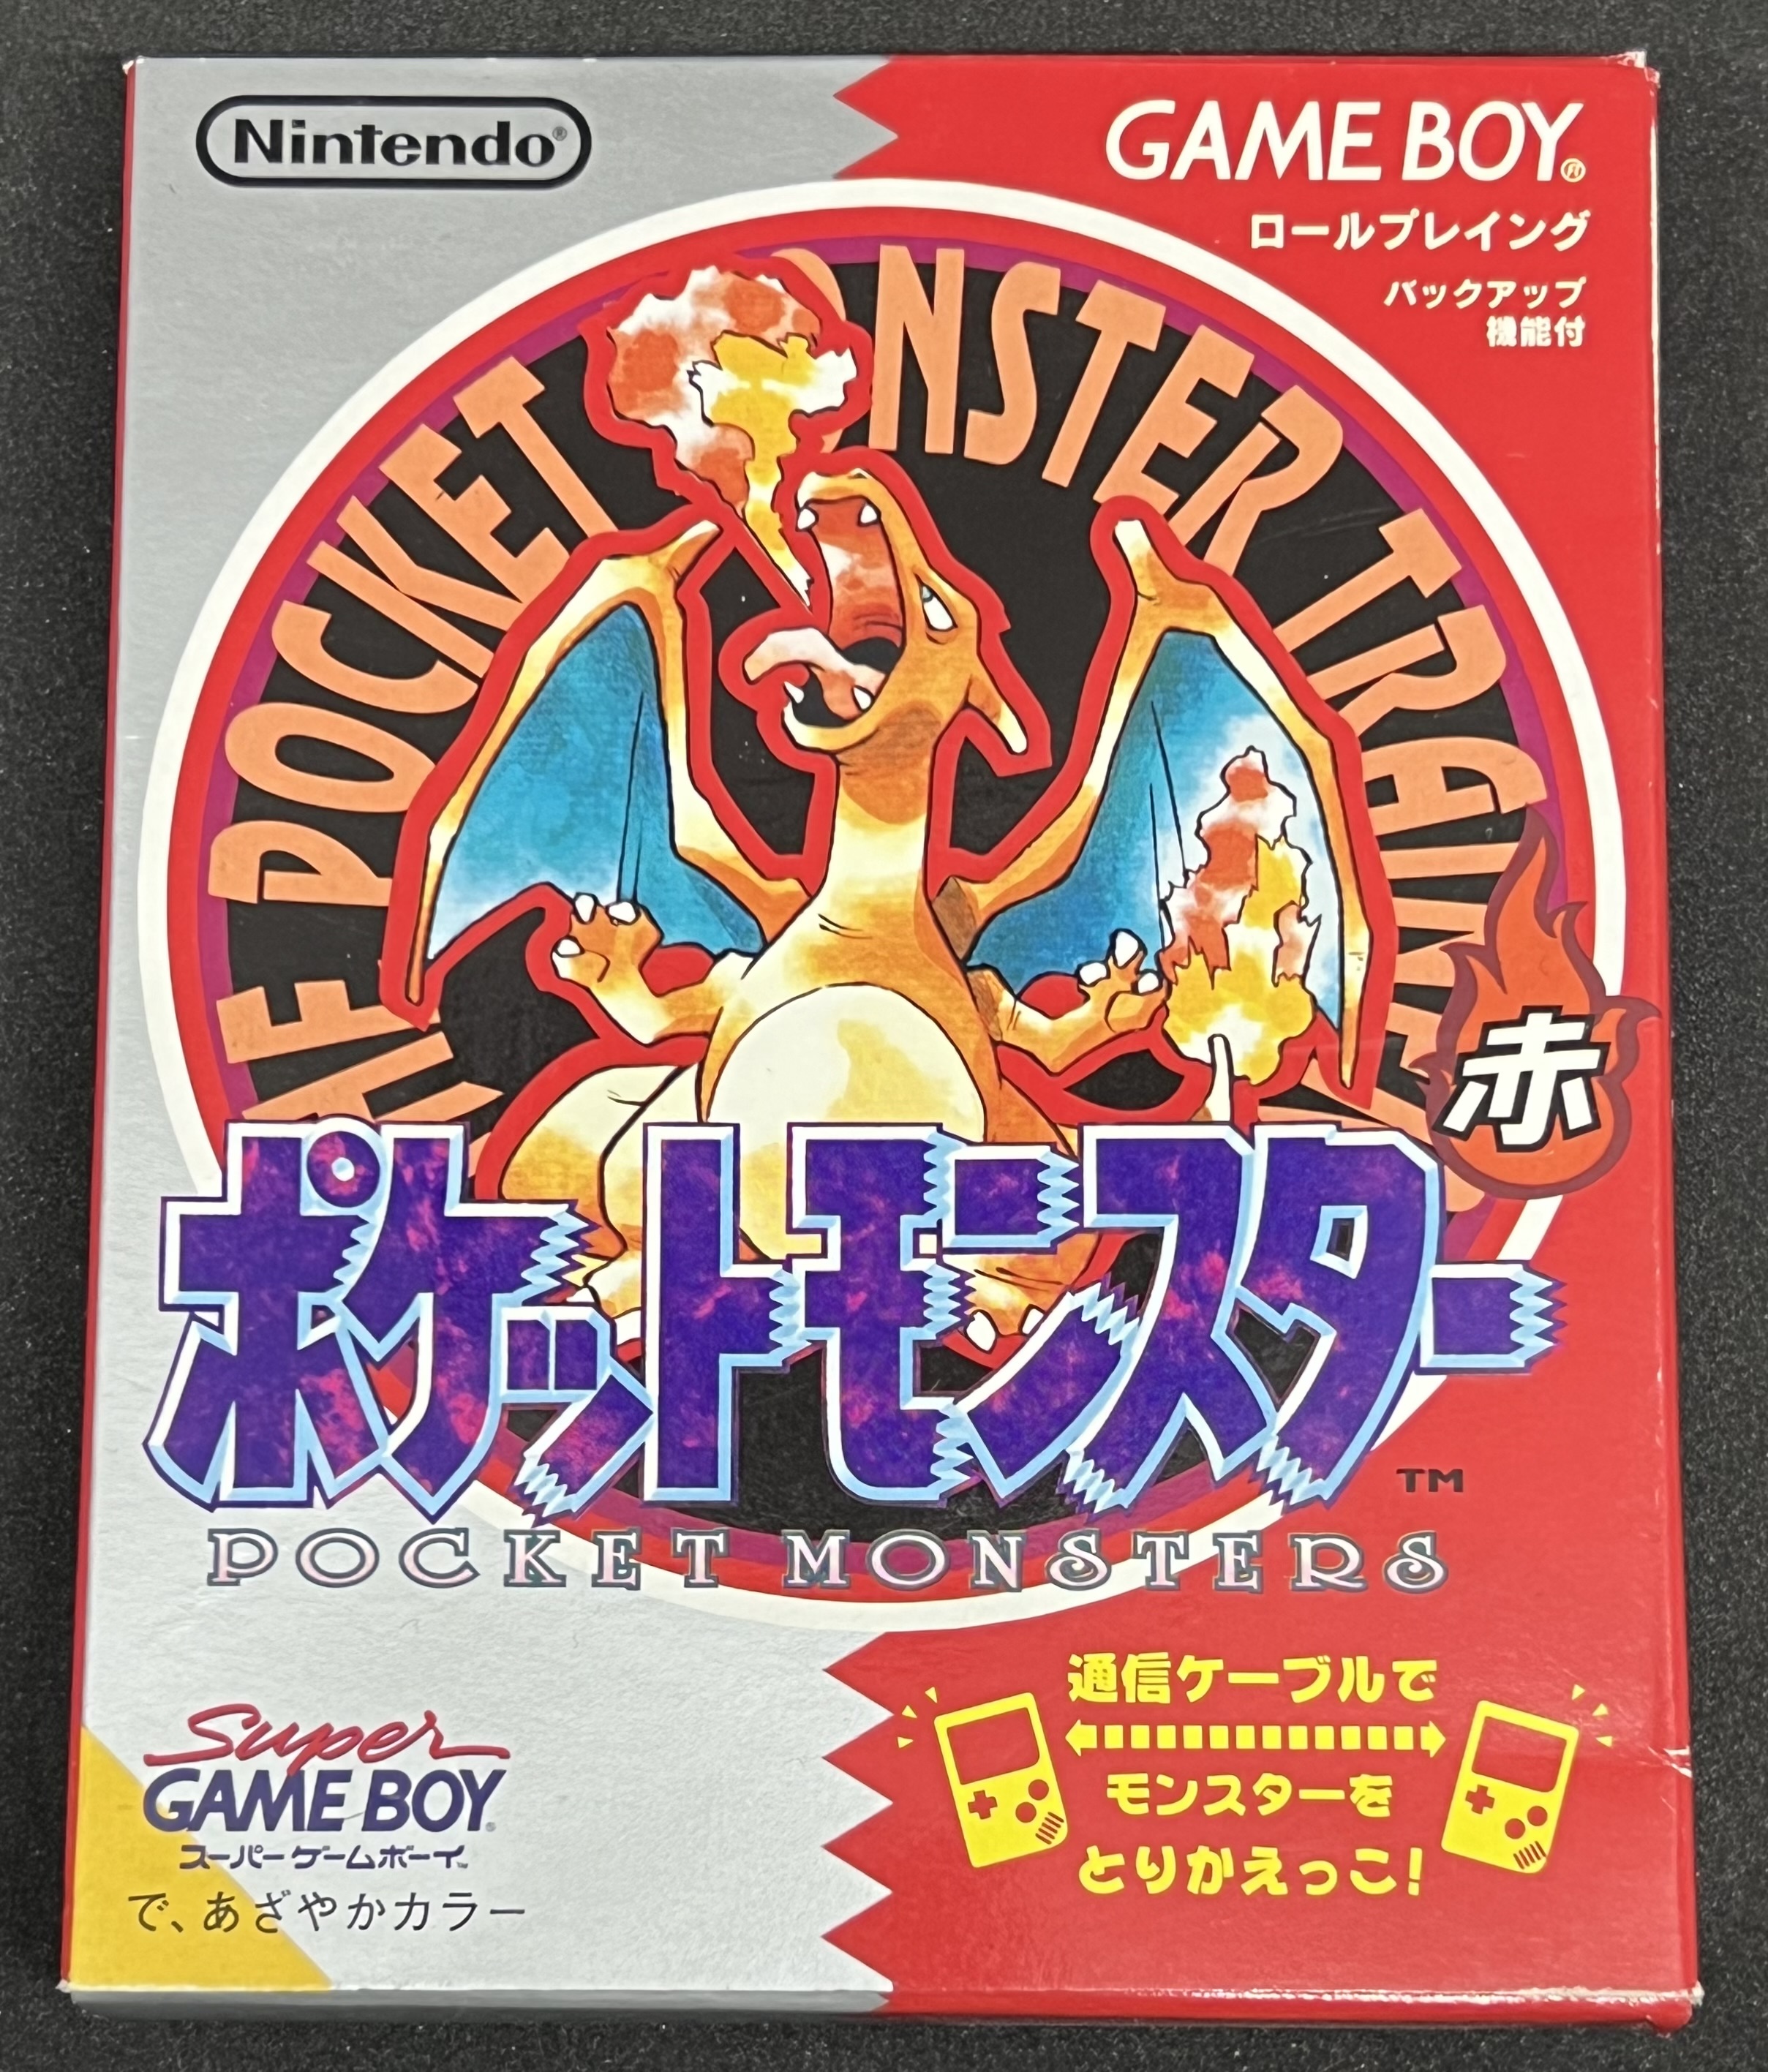 Nintendo®
GAME BOY®
ロールプレイング
バックアップ
機能付
POCKET MONSTER
赤
ポケットモンスター
TM
POCKET MONSTERS
Super
GAME BOY
スーパーゲームボーイ
で、あざやかカラー
通信ケーブルで
モンスターを
とりかえっこ!